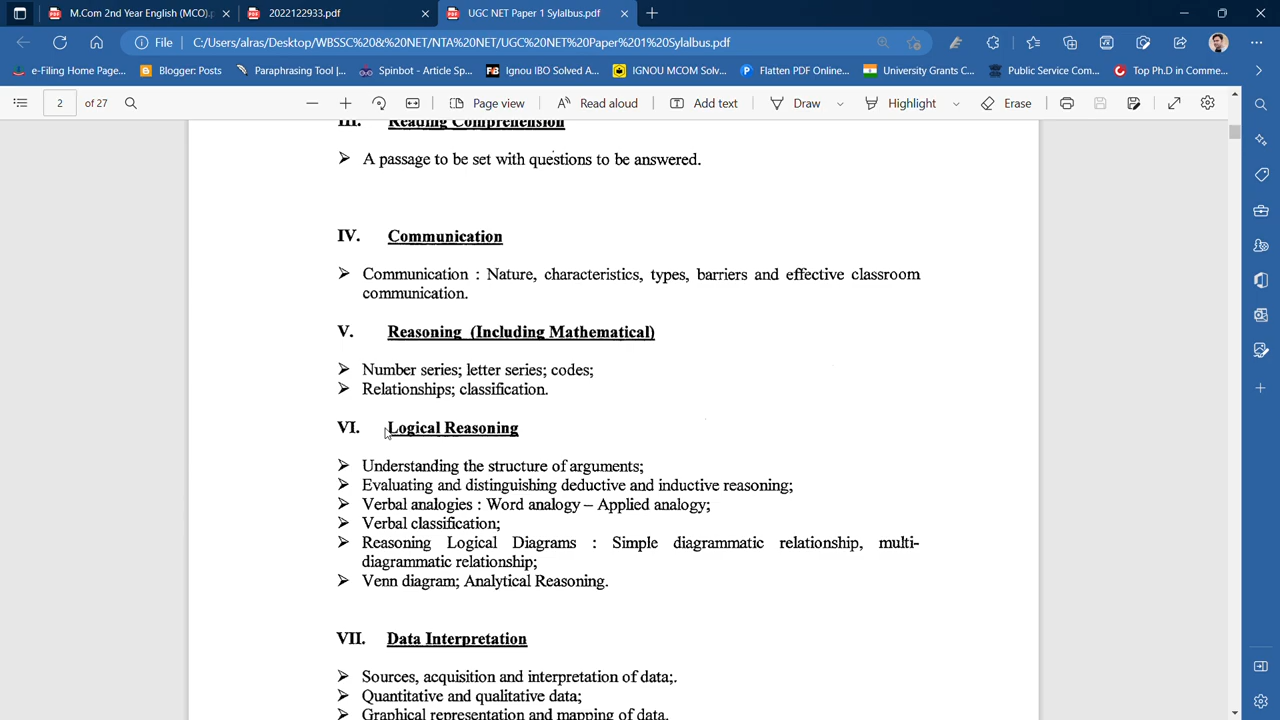 M.Com 2nd Year English (MCO).p
2022122933.pdf
UGC NET Paper 1 Sylalbus.pdf
File
C:/Users/alras/Desktop/WBSSC%20&%20NET/NTA%20NET/UGC%20NET%20Paper%201%20Sylalbus.pdf
e-Filing Home Page...
Blogger: Posts
Paraphrasing Tool |...
Spinbot - Article Sp...
Ignou IBO Solved A...
IGNOU MCOM Solv...
Flatten PDF Online...
University Grants C...
Public Service Com...
Top Ph.D in Comme...
2 of 27
Page view
Read aloud
Add text
Draw
Highlight
Erase
III. Reading Comprehension
➢ A passage to be set with questions to be answered.
IV. Communication
➢ Communication : Nature, characteristics, types, barriers and effective classroom
communication.
V. Reasoning (Including Mathematical)
➢ Number series; letter series; codes;
➢ Relationships; classification.
VI. Logical Reasoning
➢ Understanding the structure of arguments;
➢ Evaluating and distinguishing deductive and inductive reasoning;
➢ Verbal analogies : Word analogy – Applied analogy;
➢ Verbal classification;
➢ Reasoning Logical Diagrams : Simple diagrammatic relationship, multi-
diagrammatic relationship;
➢ Venn diagram; Analytical Reasoning.
VII. Data Interpretation
➢ Sources, acquisition and interpretation of data;.
➢ Quantitative and qualitative data;
➢ Graphical representation and mapping of data.